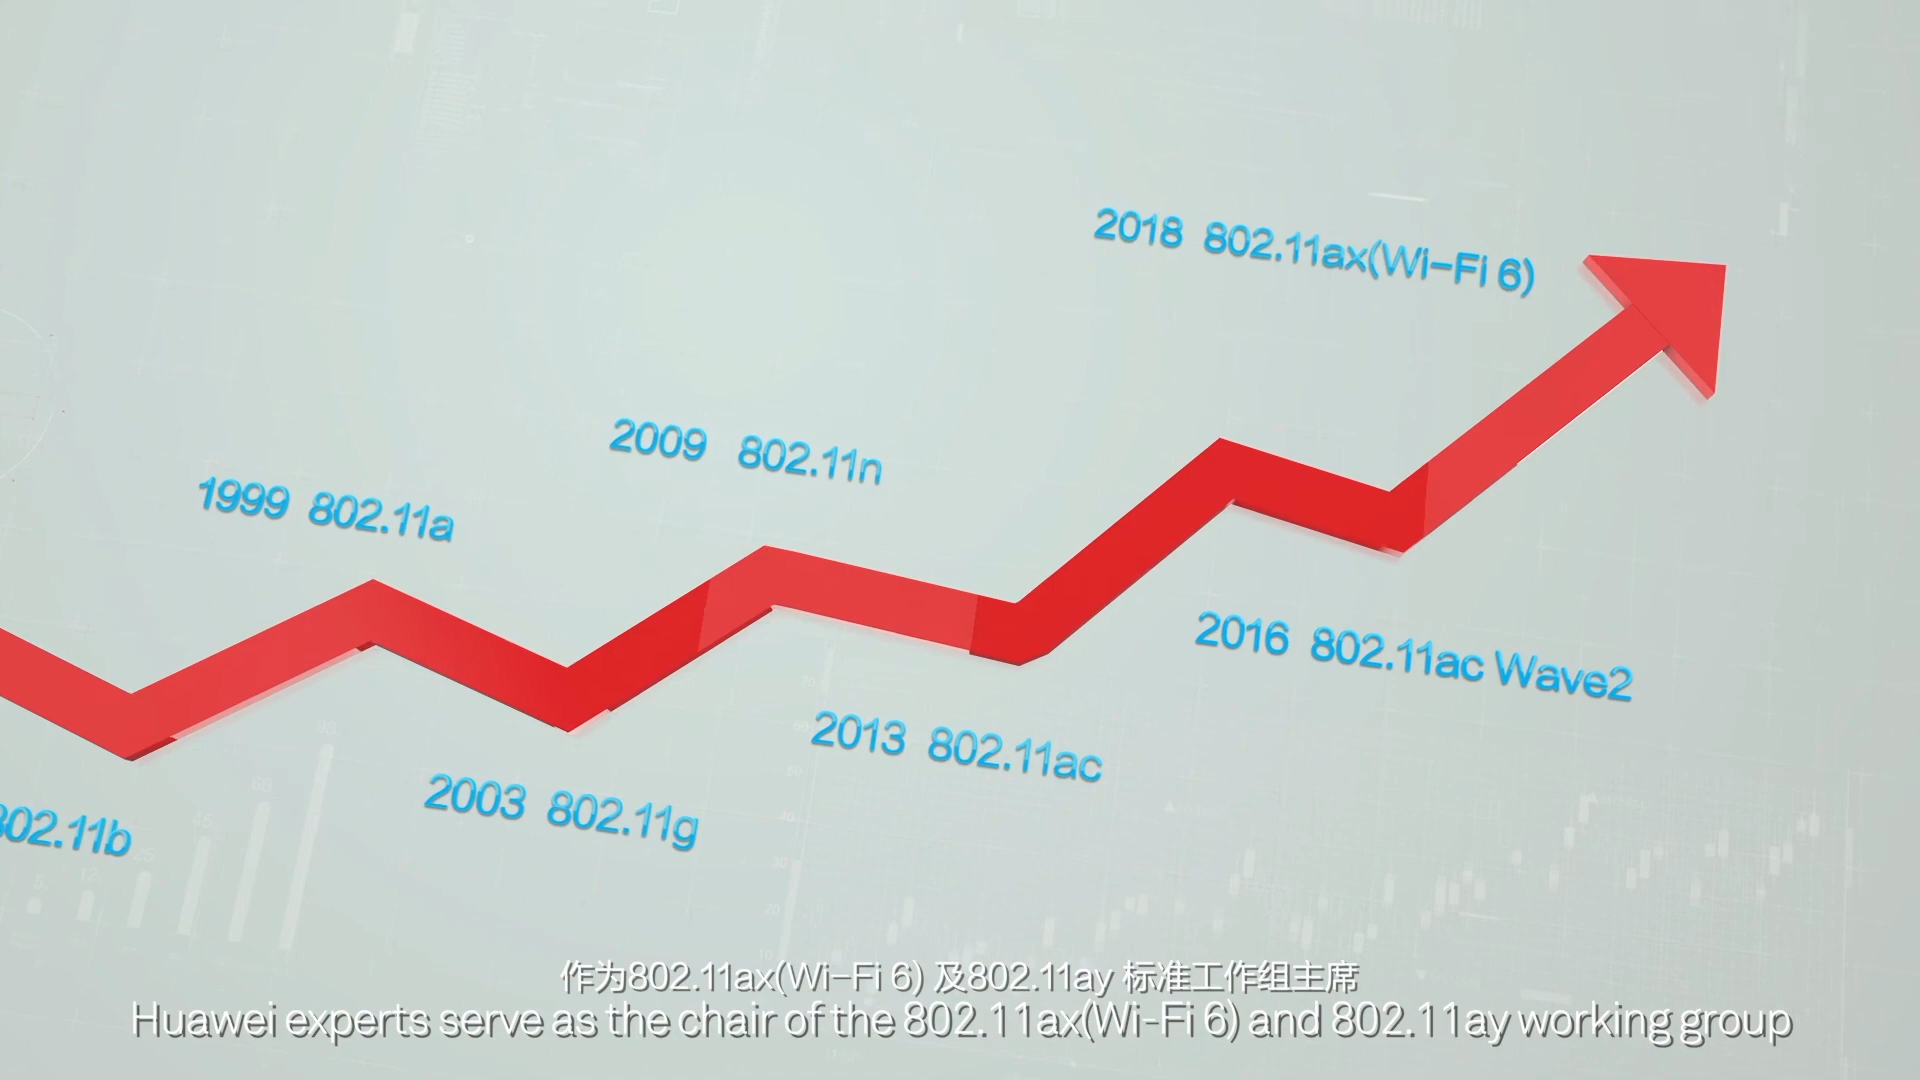 2018 802.11ax(Wi-Fi 6)
2009 802.11n
1999 802.11a
2016 802.11ac Wave2
2013 802.11ac
2003 802.11g
802.11b
作为802.11ax(Wi-Fi 6) 及802.11ay 标准工作组主席
Huawei experts serve as the chair of the 802.11ax(Wi-Fi 6) and 802.11ay working group